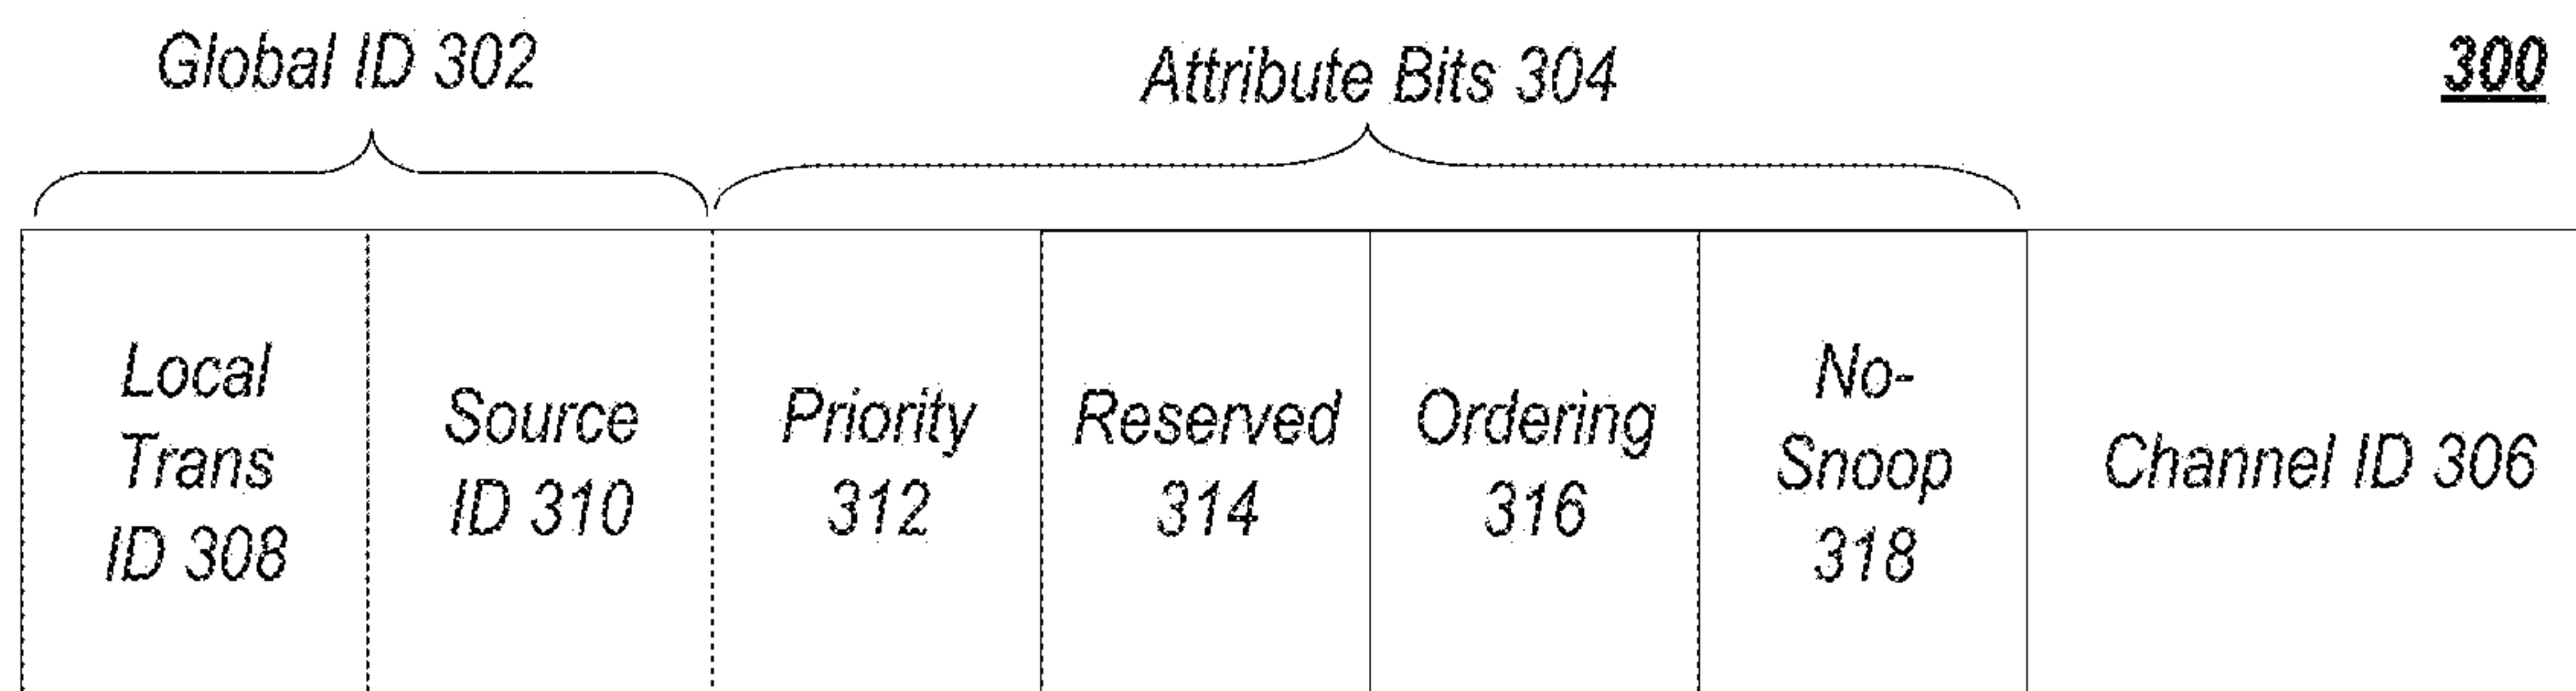 Global ID 302
Attribute Bits 304
300
Local
Trans
ID 308
Source
ID 310
Priority
312
Reserved
314
Ordering
316
No-
Snoop
318
Channel ID 306